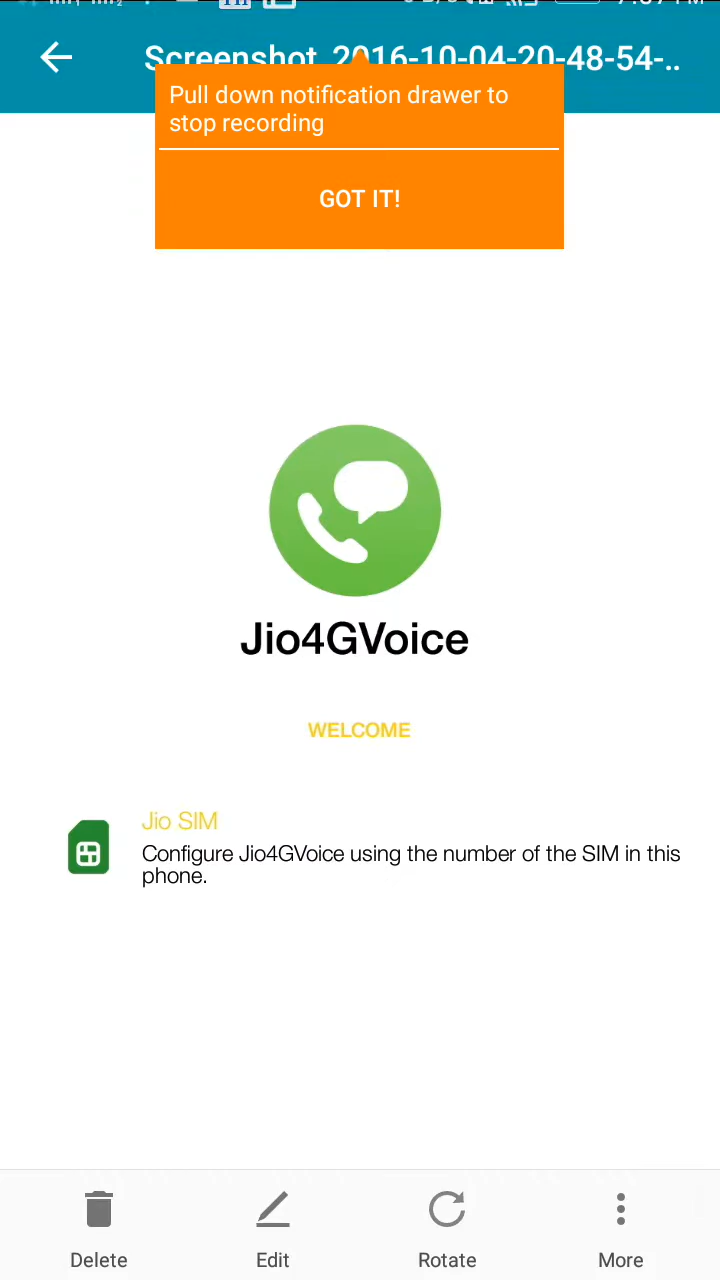 Screenshot_2016-10-04-20-48-54-..
Pull down notification drawer to
stop recording
GOT IT!
Jio4GVoice
WELCOME
Jio SIM
Configure Jio4GVoice using the number of the SIM in this
phone.
Delete Edit Rotate More